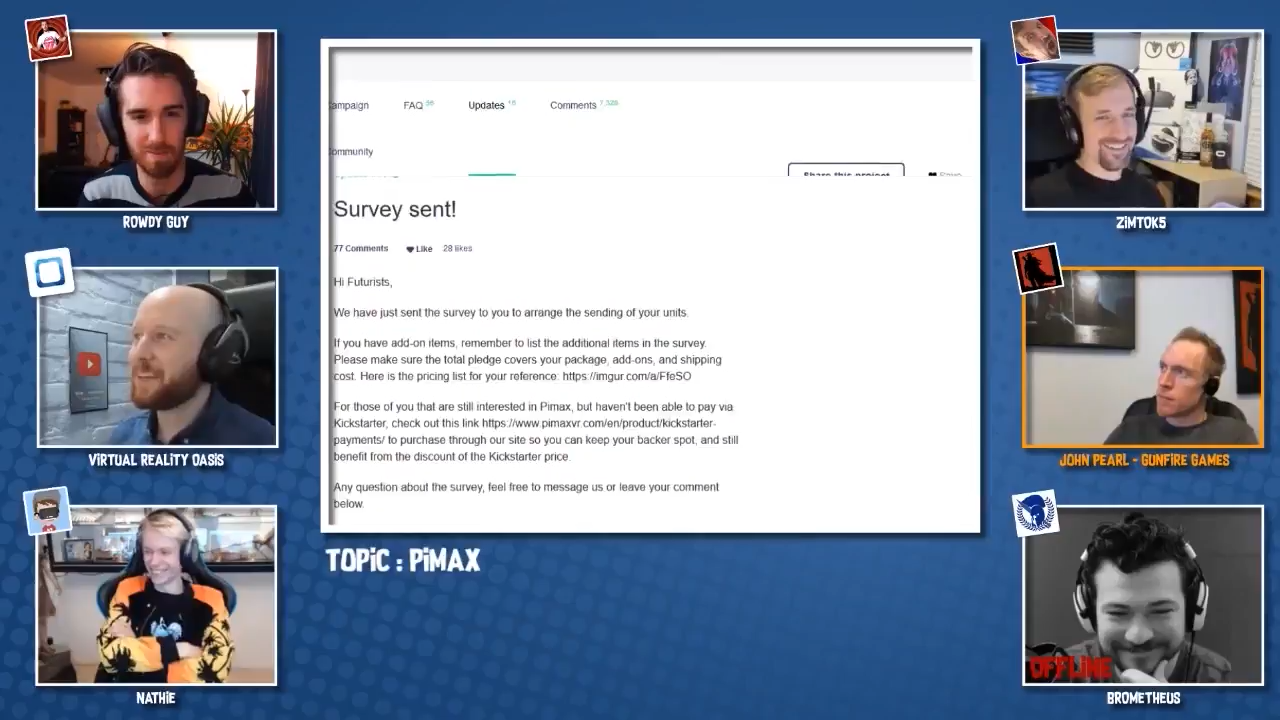 ROWDY GUY
VIRTUAL REALITY OASIS
NATHIE
ampaign FAQ 36 Updates 16 Comments 7,328
ommunity
Share this project Save
Survey sent!
77 Comments Like 28 likes
Hi Futurists,
We have just sent the survey to you to arrange the sending of your units.
If you have add-on items, remember to list the additional items in the survey.
Please make sure the total pledge covers your package, add-ons, and shipping
cost. Here is the pricing list for your reference: https://imgur.com/a/FfeSO
For those of you that are still interested in Pimax, but haven't been able to pay via
Kickstarter, check out this link https://www.pimaxvr.com/en/product/kickstarter-
payments/ to purchase through our site so you can keep your backer spot, and still
benefit from the discount of the Kickstarter price.
Any question about the survey, feel free to message us or leave your comment
below.
TOPIC : PIMAX
ZIMTOK5
JOHN PEARL - GUNFIRE GAMES
OFFLINE
BROMETHEUS